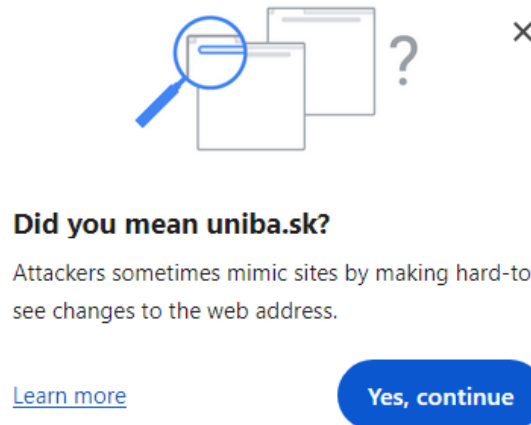 ?
Did you mean uniba.sk?
Attackers sometimes mimic sites by making hard-to
see changes to the web address.
Learn more
Yes, continue